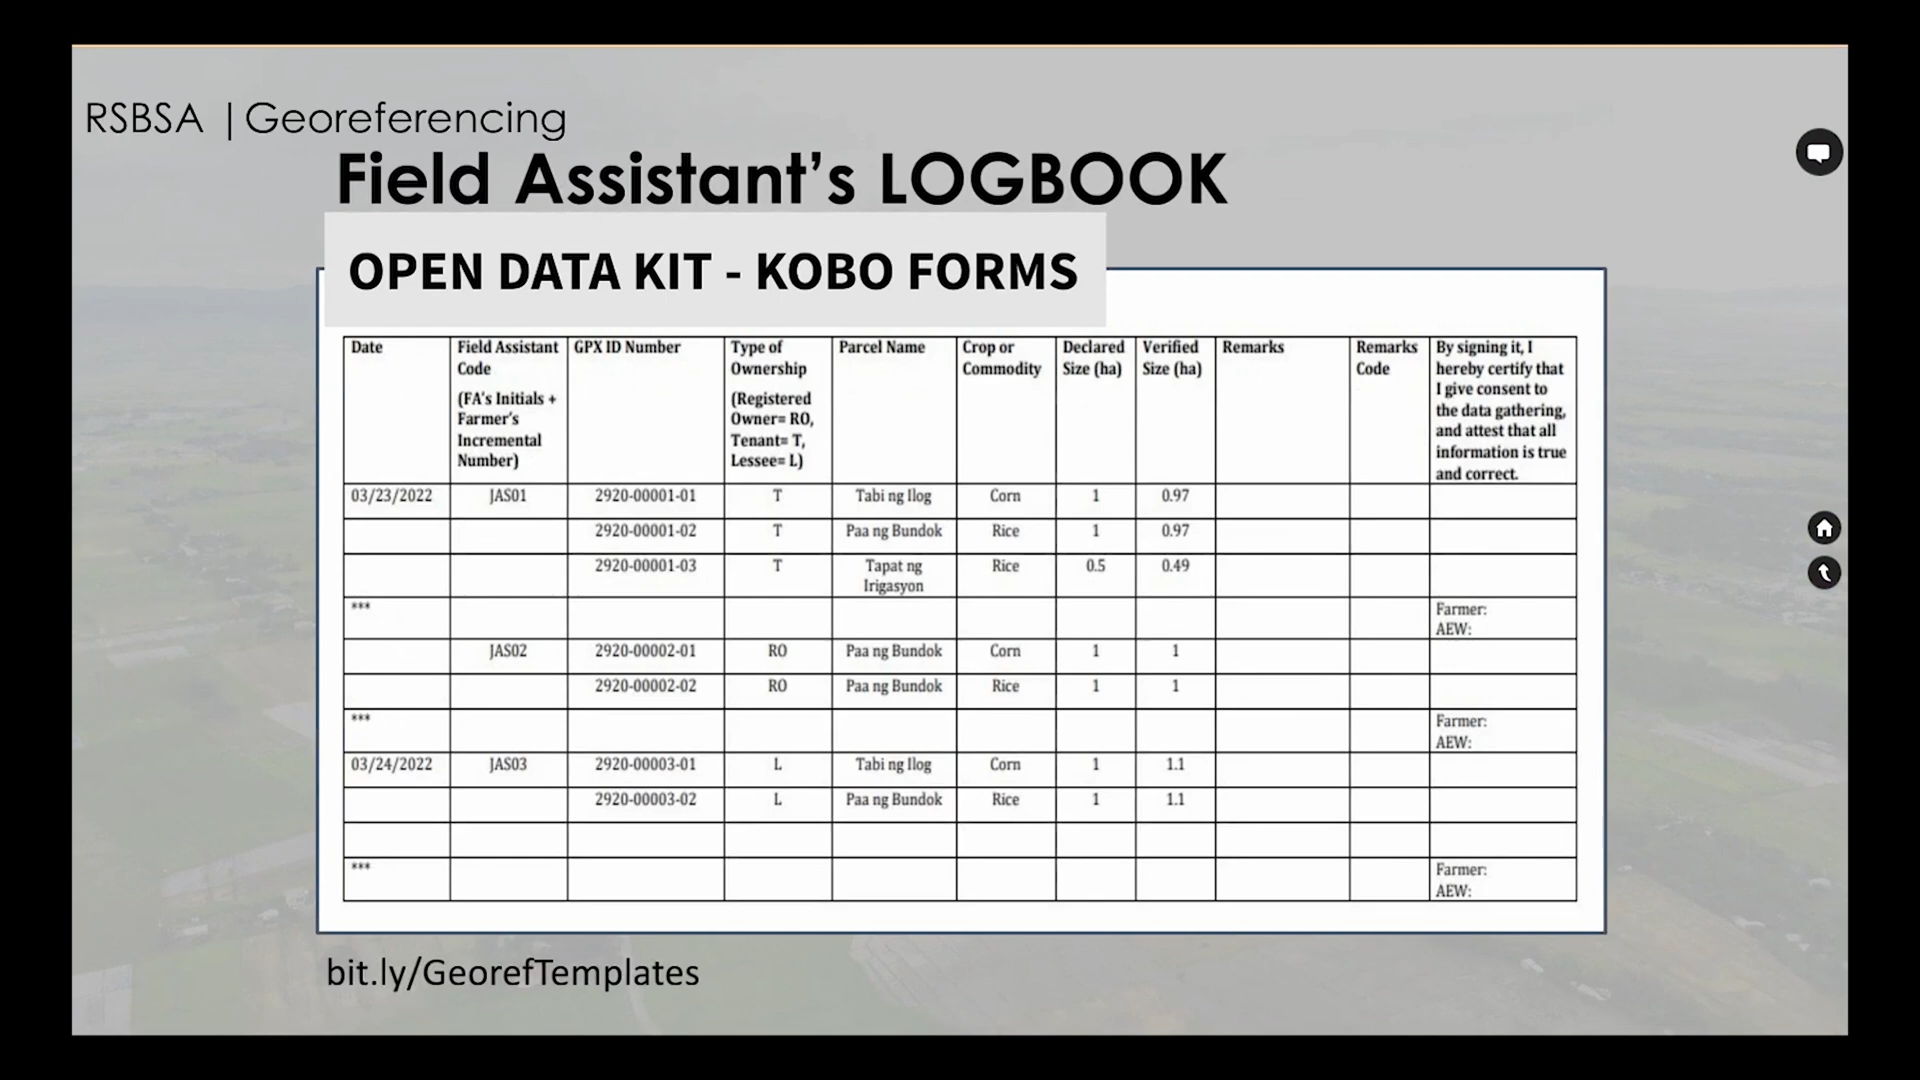 RSBSA | Georeferencing
Field Assistant's LOGBOOK
OPEN DATA KIT - KOBO FORMS
Date | Field Assistant Code (FA's Initials + Farmer's Incremental Number) | GPX ID Number | Type of Ownership (Registered Owner= RO, Tenant= T, Lessee= L) | Parcel Name | Crop or Commodity | Declared Size (ha) | Verified Size (ha) | Remarks | Remarks Code | By signing it, I hereby certify that I give consent to the data gathering, and attest that all information is true and correct.
03/23/2022 JAS01 2920-00001-01 T Tabi ng Ilog Corn 1 0.97
2920-00001-02 T Paa ng Bundok Rice 1 0.97
2920-00001-03 T Tapat ng Irigasyon Rice 0.5 0.49
*** Farmer:
AEW:
JAS02 2920-00002-01 RO Paa ng Bundok Corn 1 1
2920-00002-02 RO Paa ng Bundok Rice 1 1
*** Farmer:
AEW:
03/24/2022 JAS03 2920-00003-01 L Tabi ng Ilog Corn 1 1.1
2920-00003-02 L Paa ng Bundok Rice 1 1.1
*** Farmer:
AEW:
bit.ly/GeorefTemplates